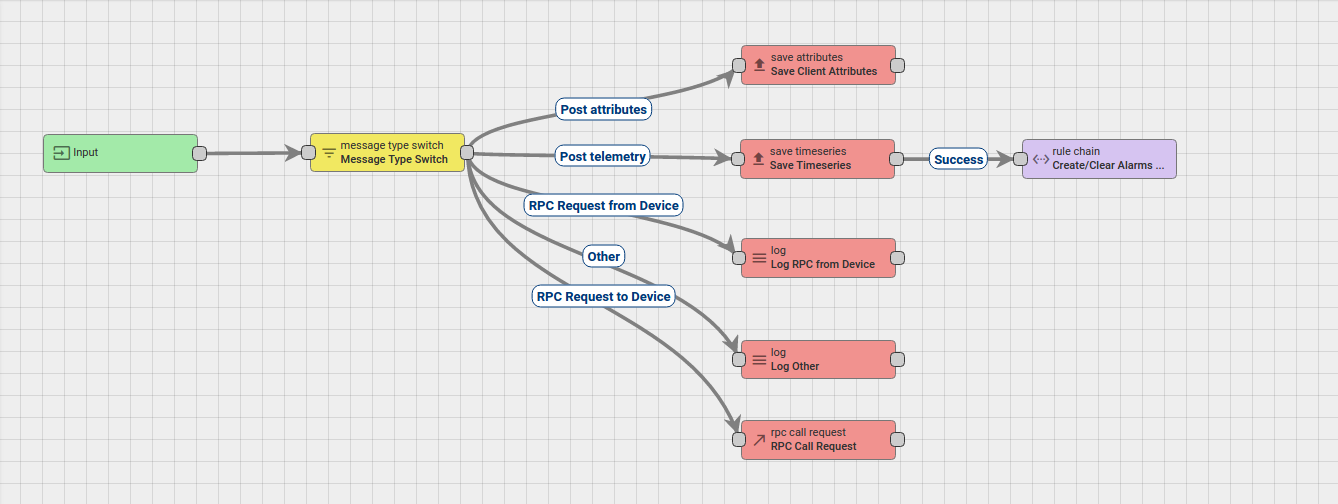 save attributes
Save Client Attributes
Post attributes
Input
message type switch
Message Type Switch
Post telemetry
save timeseries
Save Timeseries
Success
rule chain
Create/Clear Alarms ...
RPC Request from Device
log
Log RPC from Device
Other
RPC Request to Device
log
Log Other
rpc call request
RPC Call Request